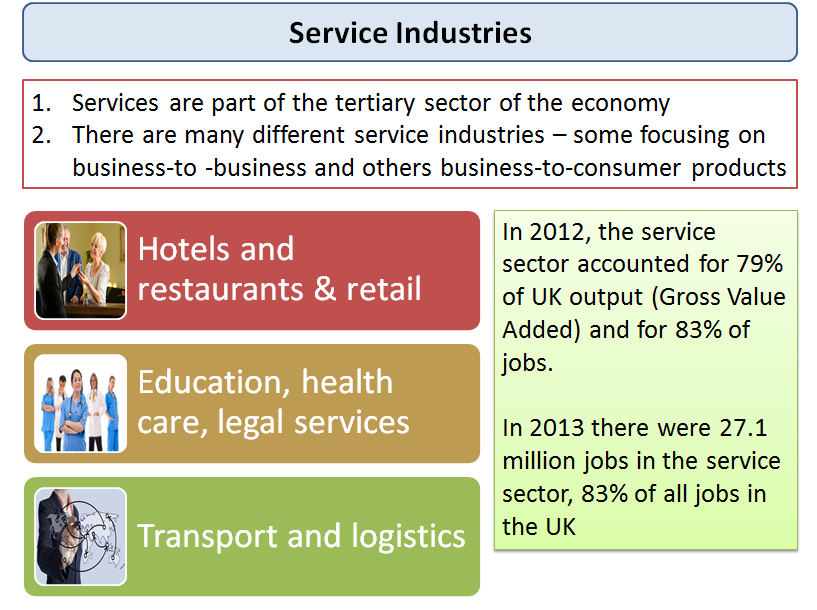 Service Industries
1. Services are part of the tertiary sector of the economy
2. There are many different service industries – some focusing on
business-to -business and others business-to-consumer products
Hotels and
restaurants & retail
Education, health
care, legal services
Transport and logistics
In 2012, the service
sector accounted for 79%
of UK output (Gross Value
Added) and for 83% of
jobs.
In 2013 there were 27.1
million jobs in the service
sector, 83% of all jobs in
the UK